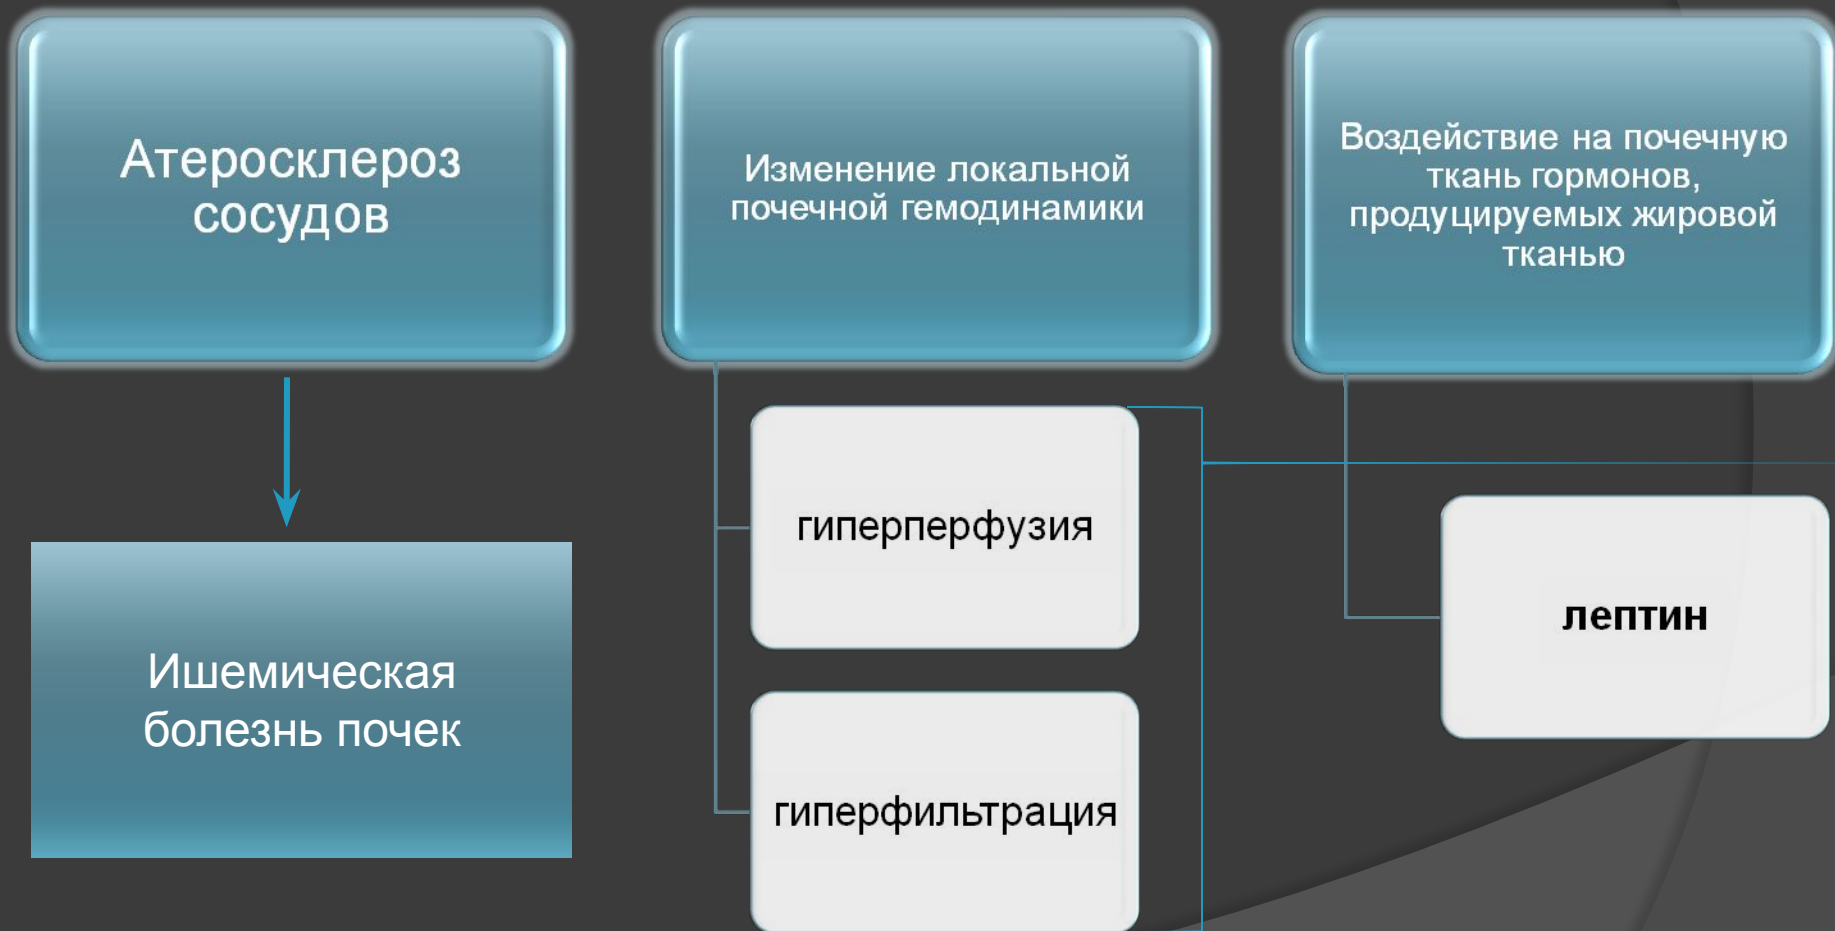 Атеросклероз
сосудов
Ишемическая
болезнь почек
Изменение локальной
почечной гемодинамики
гиперперфузия
гиперфильтрация
Воздействие на почечную
ткань гормонов,
продуцируемых жировой
тканью
лептин